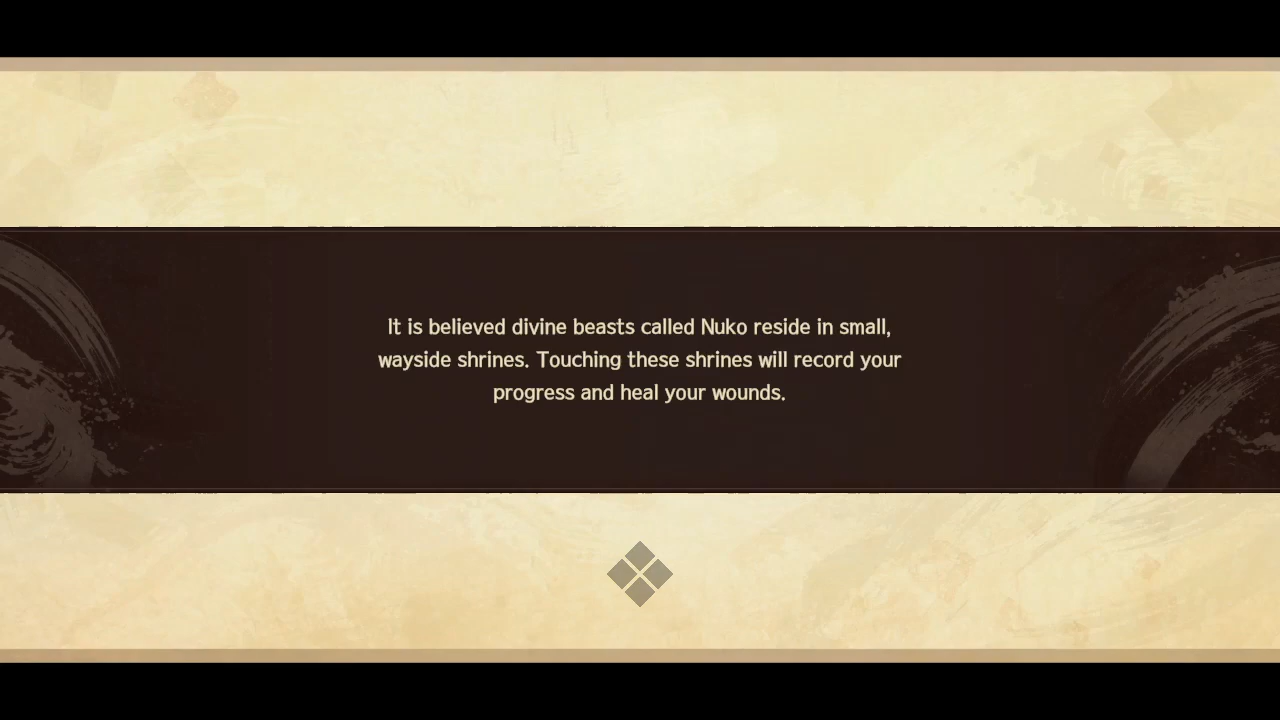 It is believed divine beasts called Nuko reside in small,
wayside shrines. Touching these shrines will record your
progress and heal your wounds.